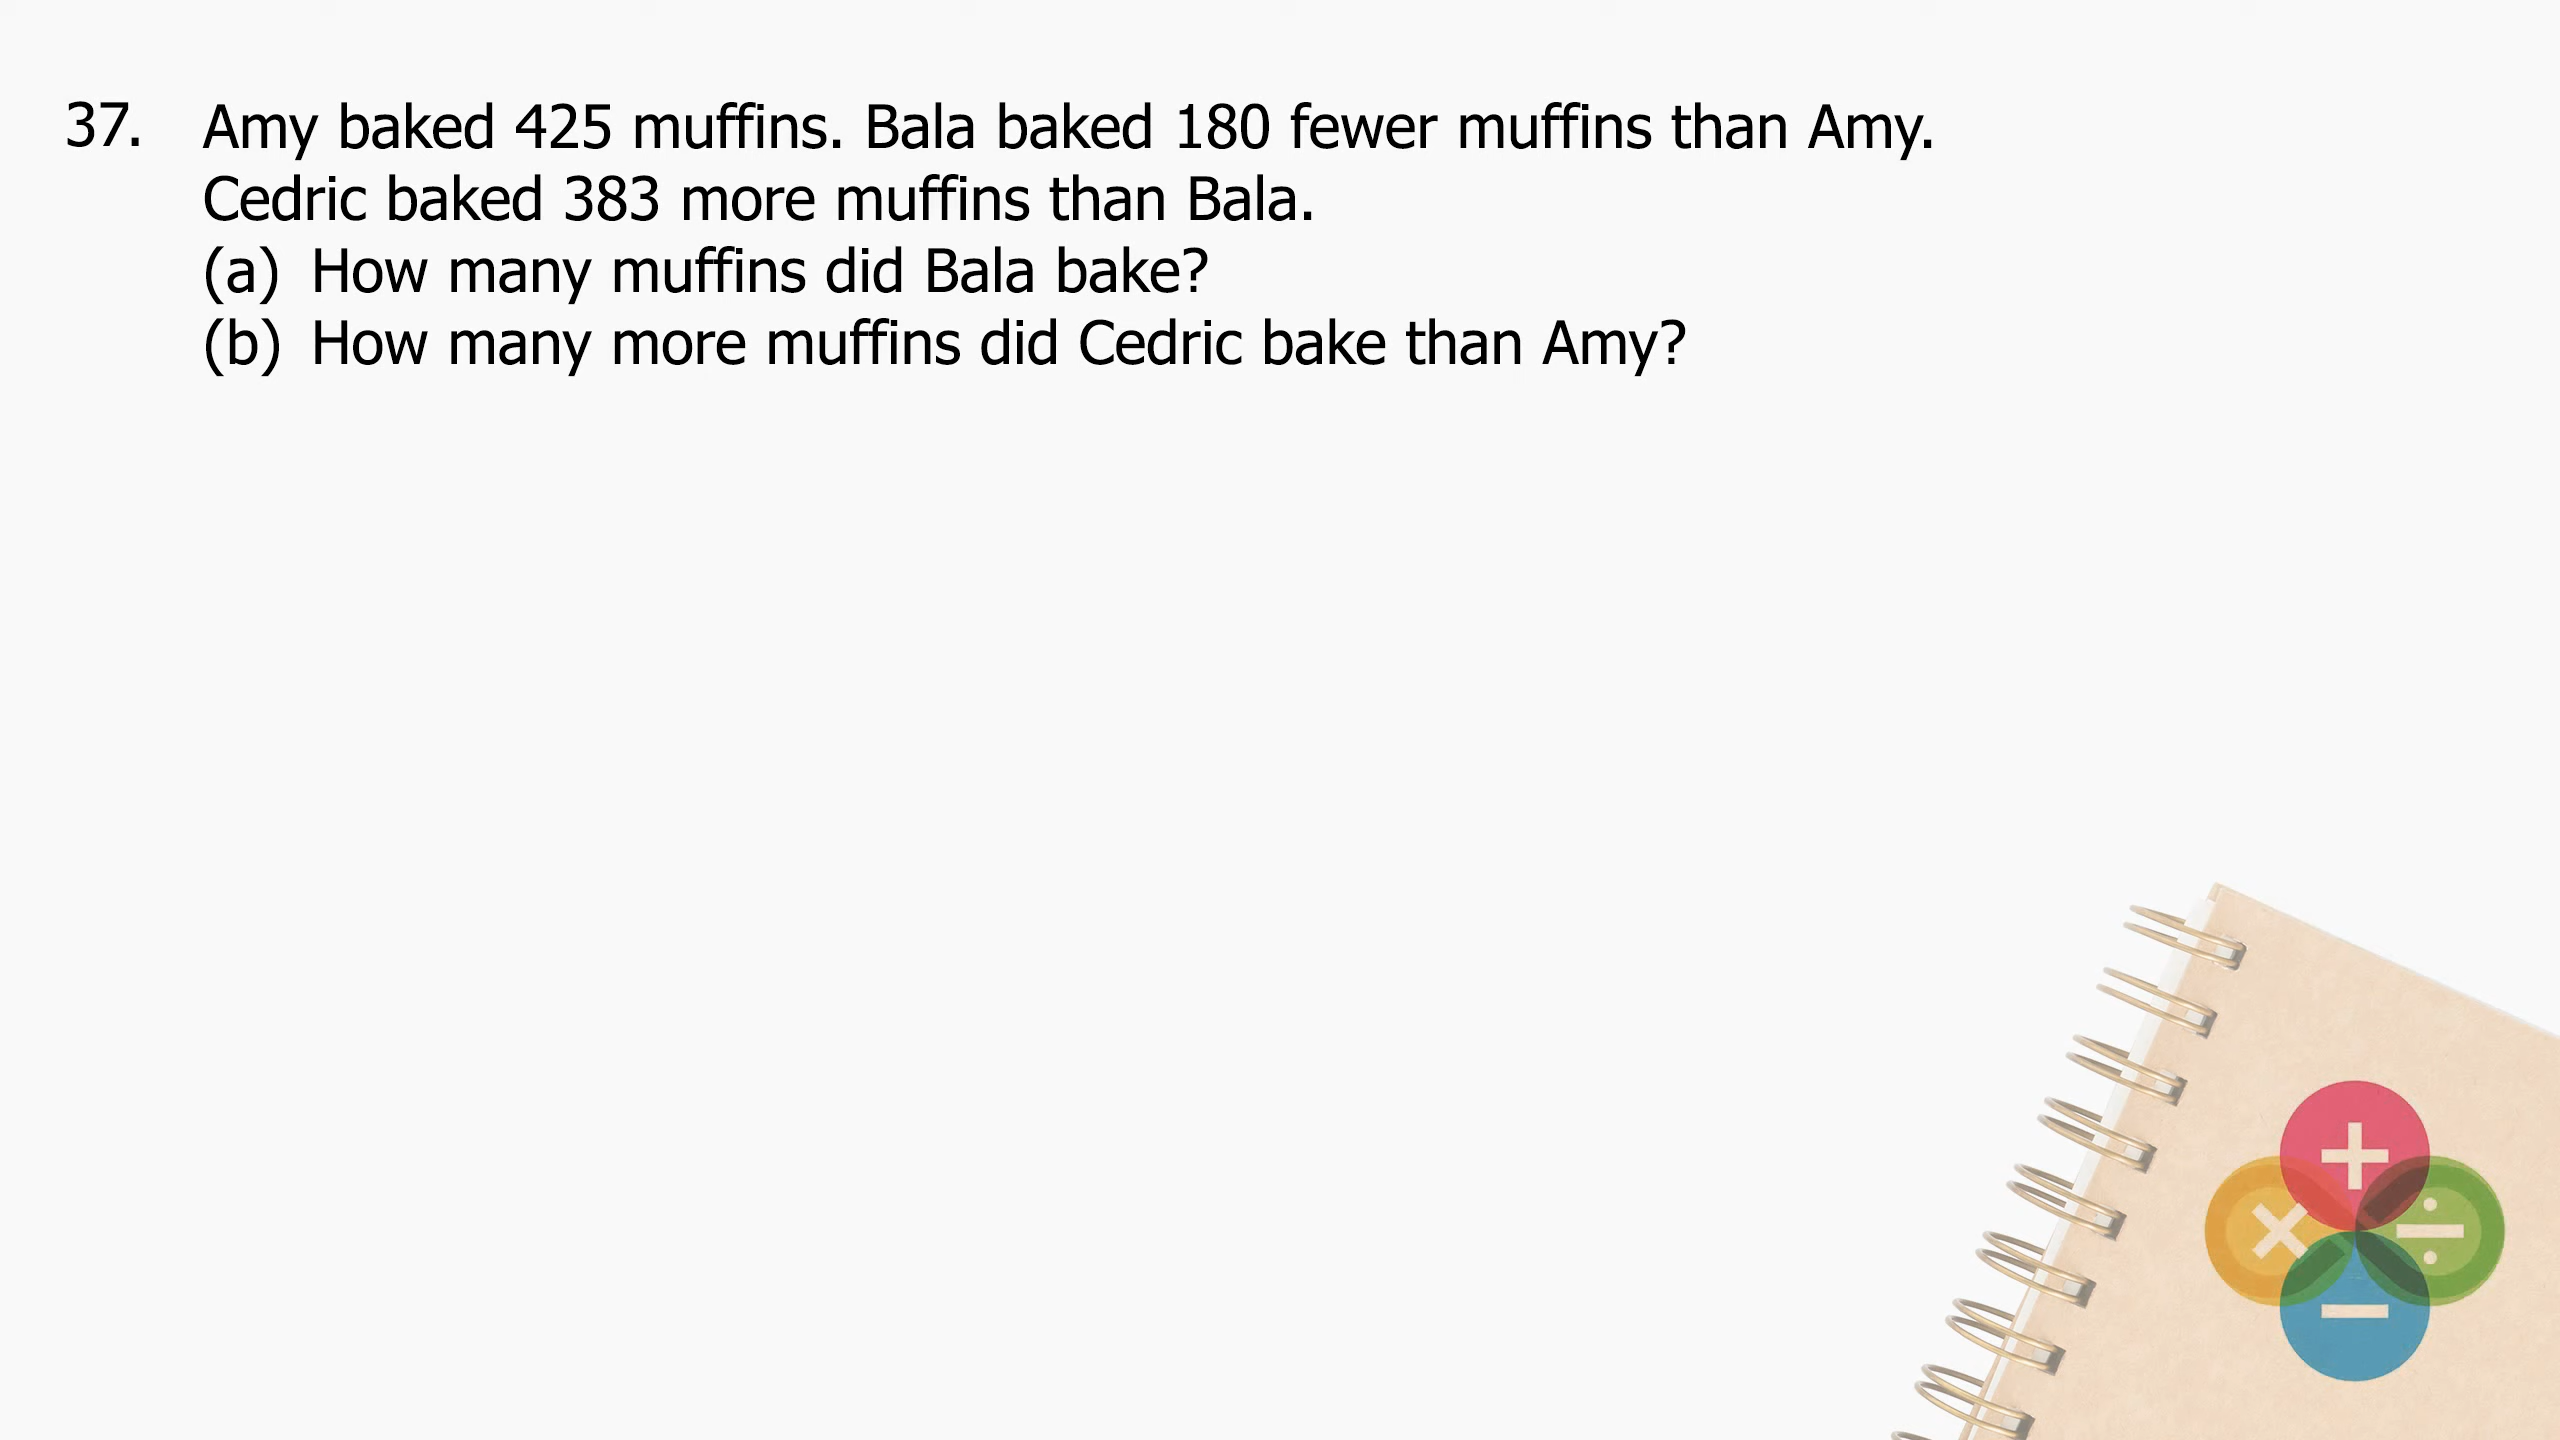 37. Amy baked 425 muffins. Bala baked 180 fewer muffins than Amy.
Cedric baked 383 more muffins than Bala.
(a) How many muffins did Bala bake?
(b) How many more muffins did Cedric bake than Amy?
+
× ÷
−